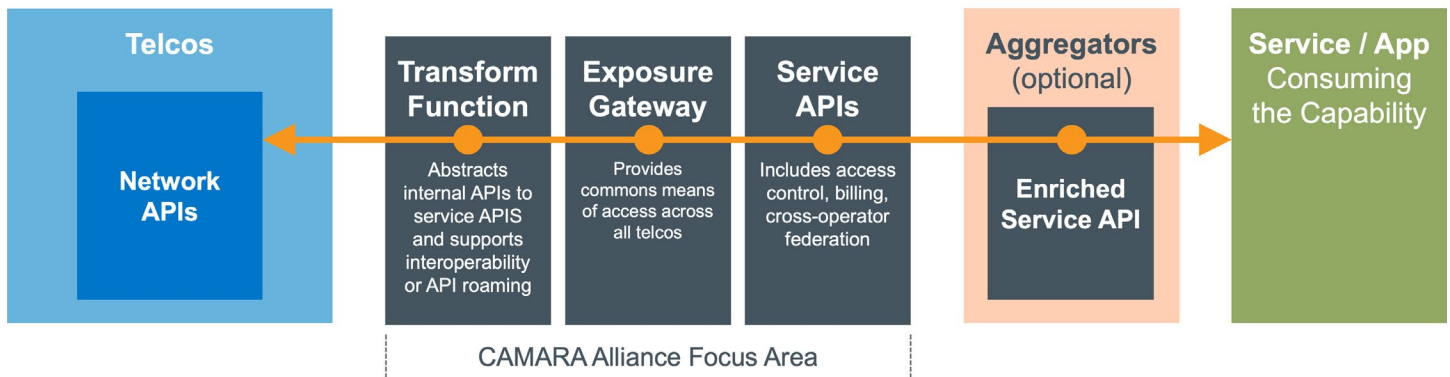 Telcos
Network
APIs
Transform
Function
Abstracts
internal APIs to
service APIS
and supports
interoperability
or API roaming
Exposure
Gateway
Provides
commons means
of access across
all telcos
Service
APIs
Includes access
control, billing,
cross-operator
federation
CAMARA Alliance Focus Area
Aggregators
(optional)
Enriched
Service API
Service / App
Consuming
the Capability